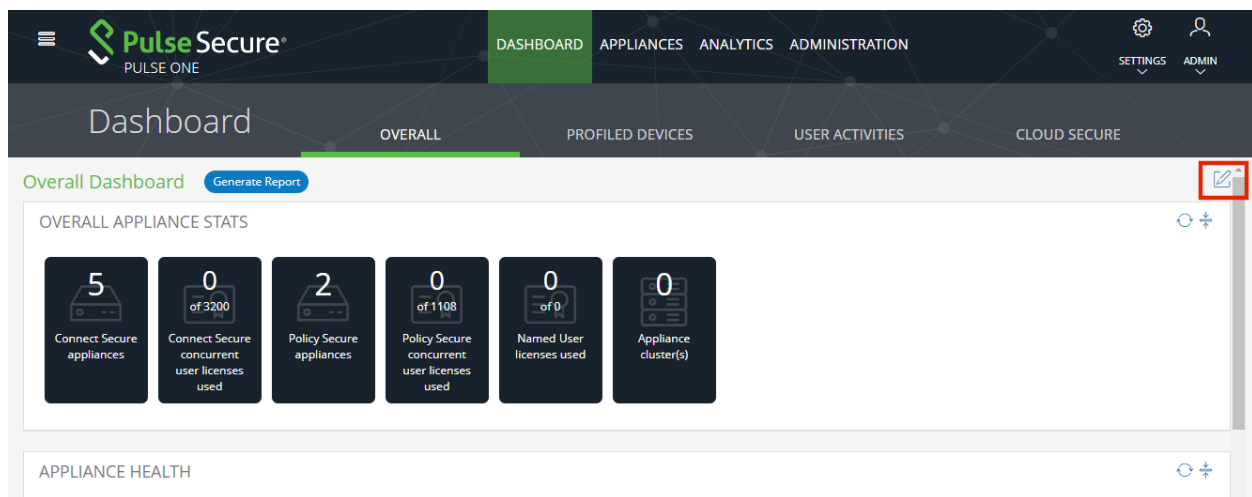 Pulse Secure®
PULSE ONE
DASHBOARD APPLIANCES ANALYTICS ADMINISTRATION
SETTINGS ADMIN
Dashboard
OVERALL PROFILED DEVICES USER ACTIVITIES CLOUD SECURE
Overall Dashboard Generate Report
OVERALL APPLIANCE STATS
5
Connect Secure
appliances
0
of 3200
Connect Secure
concurrent
user licenses
used
2
Policy Secure
appliances
0
of 1108
Policy Secure
concurrent
user licenses
used
0
of 0
Named User
licenses used
0
Appliance
cluster(s)
APPLIANCE HEALTH